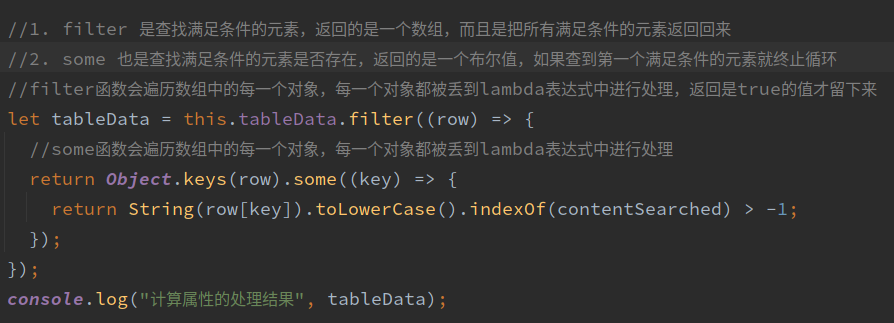 //1. filter 是查找满足条件的元素，返回的是一个数组，而且是把所有满足条件的元素返回回来
//2. some 也是查找满足条件的元素是否存在，返回的是一个布尔值，如果查到第一个满足条件的元素就终止循环
//filter函数会遍历数组中的每一个对象，每一个对象都被丢到lambda表达式中进行处理，返回是true的值才留下来
let tableData = this.tableData.filter((row) => {
  //some函数会遍历数组中的每一个对象，每一个对象都被丢到lambda表达式中进行处理
  return Object.keys(row).some((key) => {
    return String(row[key]).toLowerCase().indexOf(contentSearched) > -1;
  });
});
console.log("计算属性的处理结果", tableData);